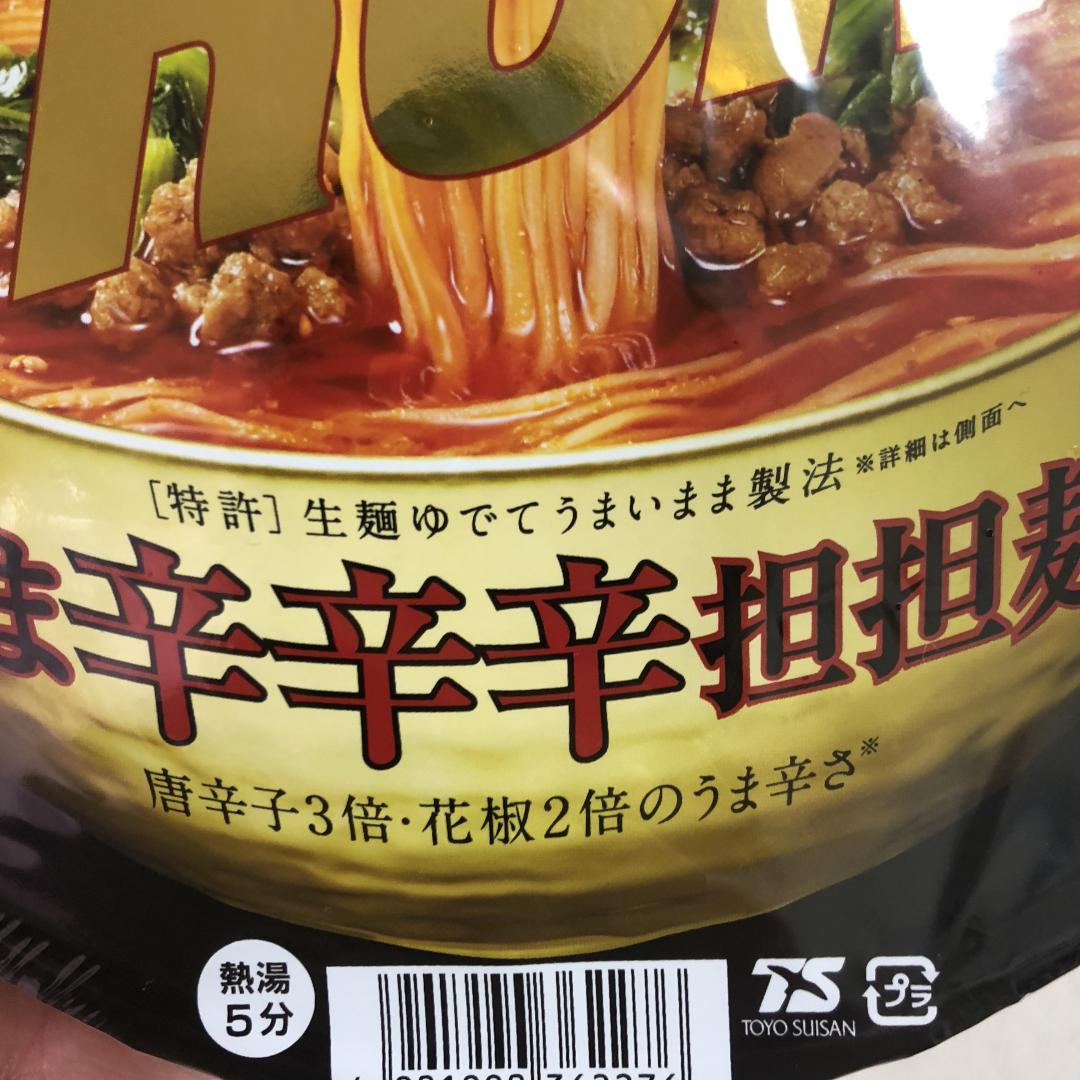 [特許] 生麺ゆでてうまいまま製法※詳細は側面へ
ま辛辛辛担担麺
唐辛子3倍・花椒2倍のうま辛さ※
熱湯
5分
TS
TOYO SUISAN
プラ